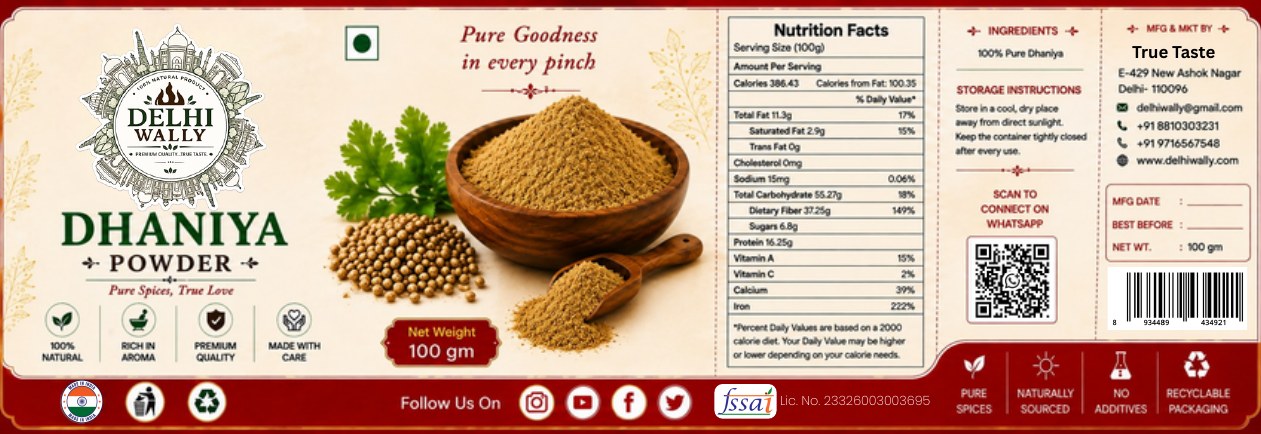 100% NATURAL PRODUCT
DELHI
WALLY
PREMIUM QUALITY...TRUE TASTE.
DHANIYA
POWDER
Pure Spices, True Love
100%
NATURAL
RICH IN
AROMA
PREMIUM
QUALITY
MADE WITH
CARE
Pure Goodness
in every pinch
Net Weight
100 gm
Nutrition Facts
Serving Size (100g)
Amount Per Serving
Calories 386.43 Calories from Fat: 100.35
% Daily Value*
Total Fat 11.3g 17%
Saturated Fat 2.9g 15%
Trans Fat 0g
Cholesterol 0mg
Sodium 15mg 0.06%
Total Carbohydrate 55.27g 18%
Dietary Fiber 37.25g 149%
Sugars 6.8g
Protein 16.25g
Vitamin A 15%
Vitamin C 2%
Calcium 39%
Iron 222%
*Percent Daily Values are based on a 2000
calorie diet. Your Daily Value may be higher
or lower depending on your calorie needs.
INGREDIENTS
100% Pure Dhaniya
STORAGE INSTRUCTIONS
Store in a cool, dry place
away from direct sunlight.
Keep the container tightly closed
after every use.
SCAN TO
CONNECT ON
WHATSAPP
MFG & MKT BY
True Taste
E-429 New Ashok Nagar
Delhi- 110096
delhiwally@gmail.com
+91 8810303231
+91 9716567548
www.delhiwally.com
MFG DATE :
BEST BEFORE :
NET WT. : 100 gm
8 934489 434921
MADE IN INDIA
MADE IN INDIA
Follow Us On
fssai
Lic. No. 23326003003695
PURE
SPICES
NATURALLY
SOURCED
NO
ADDITIVES
RECYCLABLE
PACKAGING